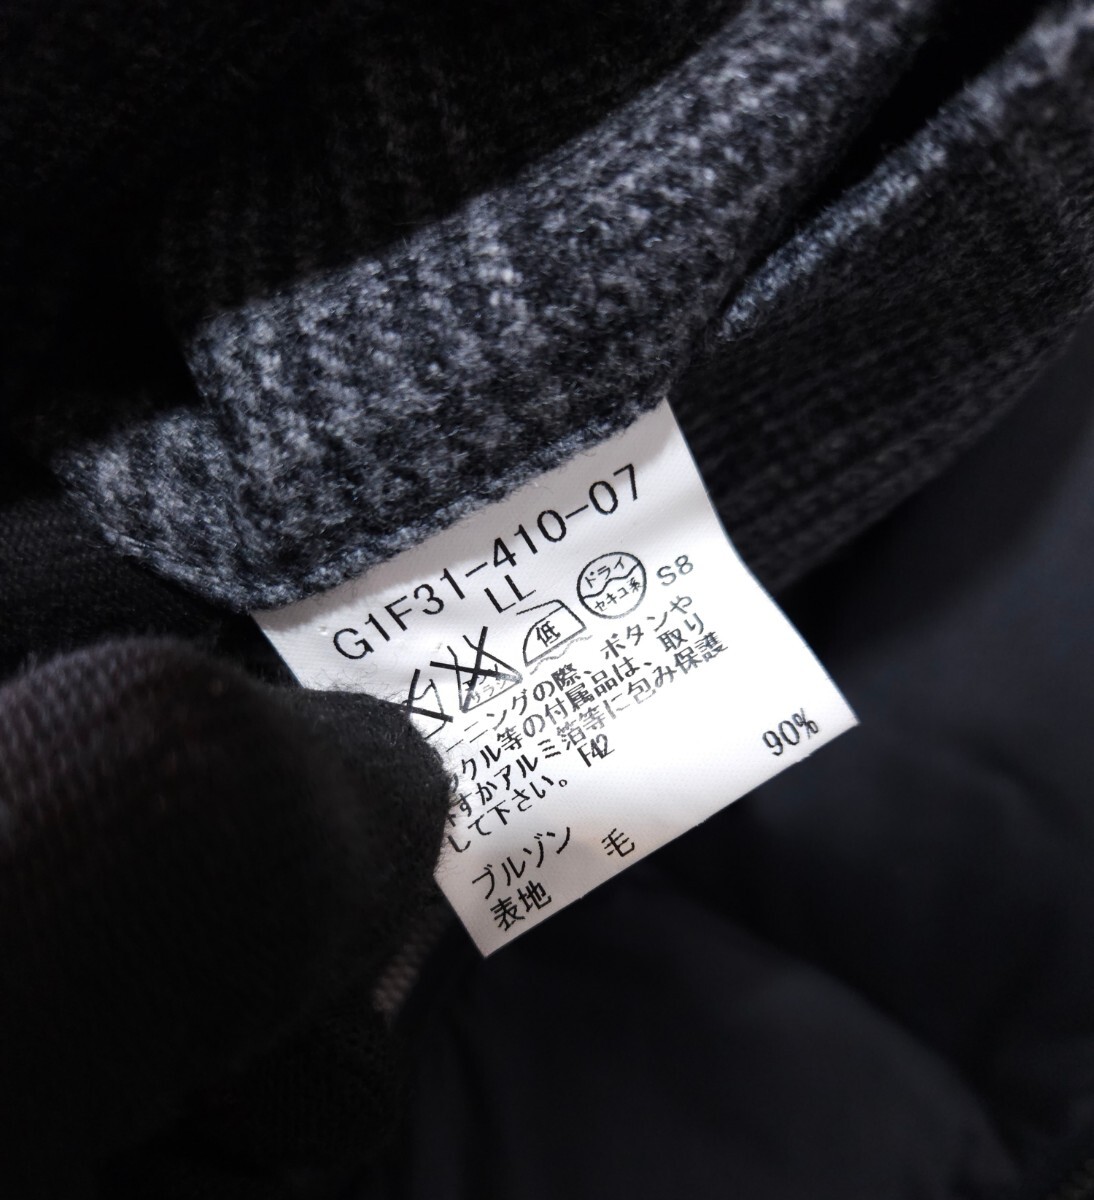 G1F31-410-07
LL
低 ドライ セキユ系 S8
ーニングの際、ボタンや
ックル等の付属品は、取り
すかアルミ箔等に包み保護
して下さい。 F42
ブルゾン
表地 毛 90%